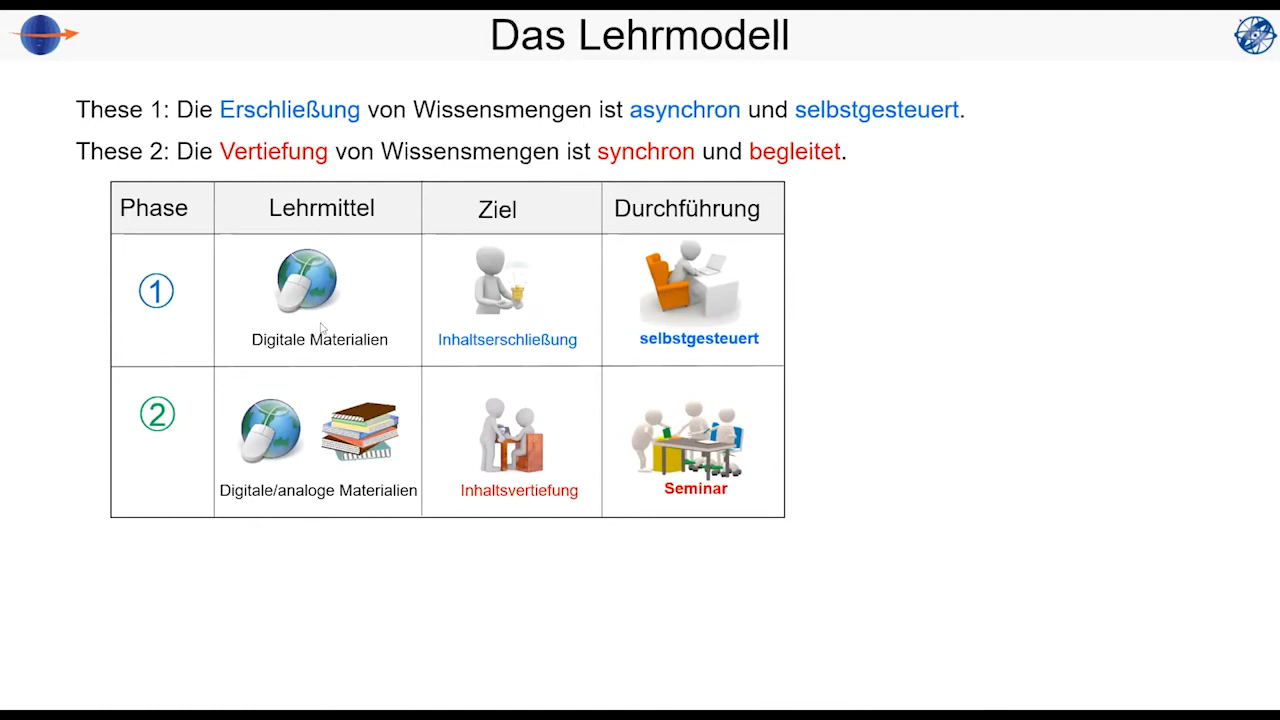 Das Lehrmodell
These 1: Die Erschließung von Wissensmengen ist asynchron und selbstgesteuert.
These 2: Die Vertiefung von Wissensmengen ist synchron und begleitet.
Phase Lehrmittel Ziel Durchführung
1
Digitale Materialien Inhaltserschließung selbstgesteuert
2
Digitale/analoge Materialien Inhaltsvertiefung Seminar